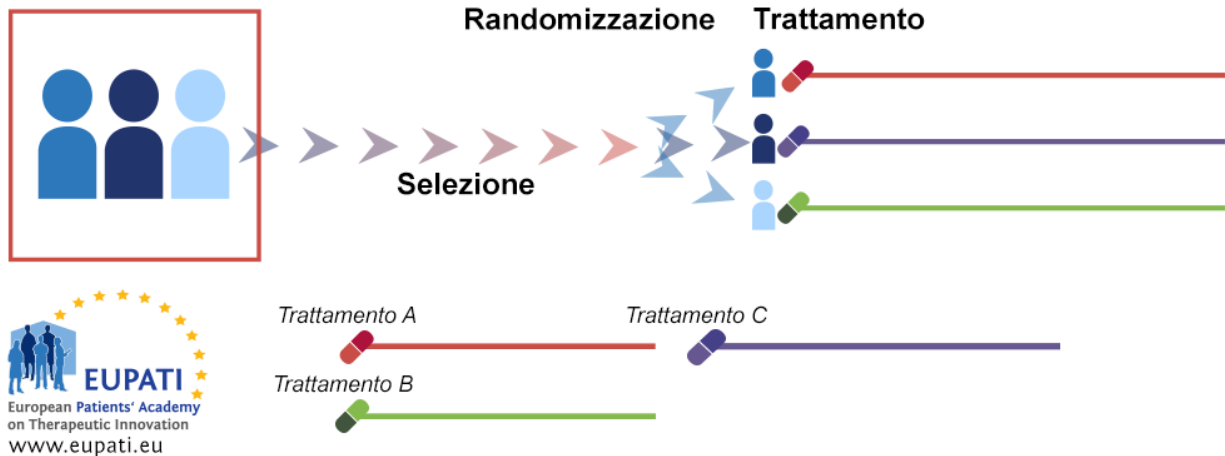 Randomizzazione
Trattamento
Selezione
Trattamento A
Trattamento C
Trattamento B
EUPATI
European Patients' Academy
on Therapeutic Innovation
www.eupati.eu